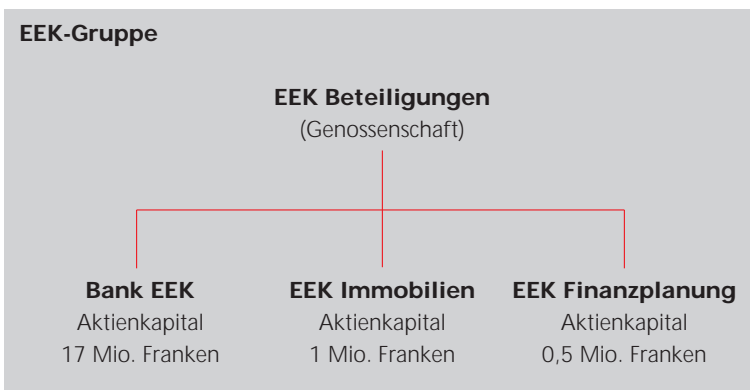 EEK-Gruppe
EEK Beteiligungen
(Genossenschaft)
Bank EEK
Aktienkapital
17 Mio. Franken
EEK Immobilien
Aktienkapital
1 Mio. Franken
EEK Finanzplanung
Aktienkapital
0,5 Mio. Franken